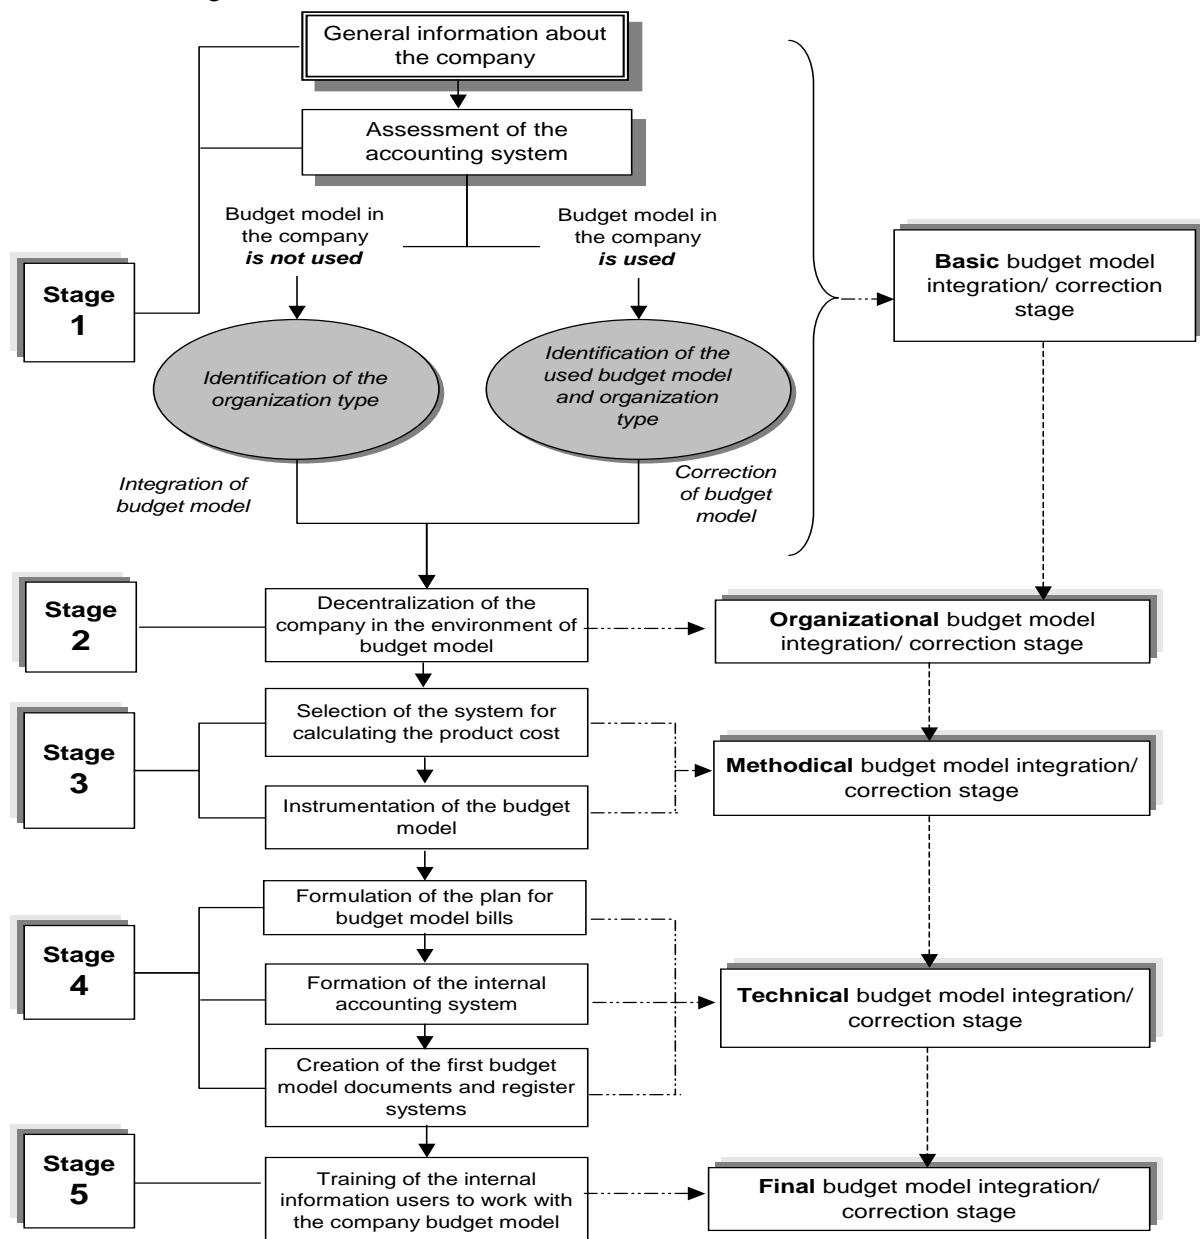 General information about
the company
Assessment of the
accounting system
Budget model in
the company
is not used
Budget model in
the company
is used
Stage
1
Basic budget model
integration/ correction
stage
Identification of the
organization type
Identification of the
used budget model
and organization
type
Integration of
budget model
Correction
of budget
model
Stage
2
Decentralization of the
company in the environment of
budget model
Organizational budget model
integration/ correction stage
Stage
3
Selection of the system for
calculating the product cost
Instrumentation of the budget
model
Methodical budget model integration/
correction stage
Stage
4
Formulation of the plan for
budget model bills
Formation of the internal
accounting system
Creation of the first budget
model documents and register
systems
Technical budget model integration/
correction stage
Stage
5
Training of the internal
information users to work with
the company budget model
Final budget model integration/
correction stage